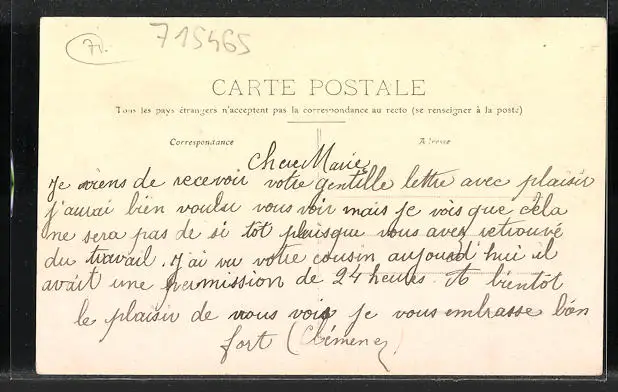 71.
715465
CARTE POSTALE
Tous les pays étrangers n'acceptent pas la correspondance au recto (se renseigner à la poste)
Correspondance
Adresse
Chere Marie
Je viens de recevoir votre gentille lettre avec plaisir
j'aurai bien voulu vous voir mais je vois que cela
ne sera pas de si tôt puisque vous avez retrouvé
du travail. J'ai vu votre cousin aujourd'hui il
avait une permission de 24 heures. A bientôt
le plaisir de vous voir je vous embrasse bien
fort (Clémence)